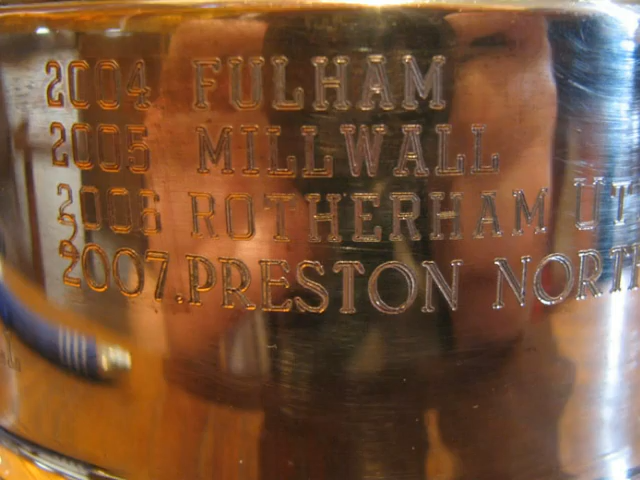 2004 FULHAM
2005 MILLWALL
2006 ROTHERHAM UT
2007.PRESTON NORTH